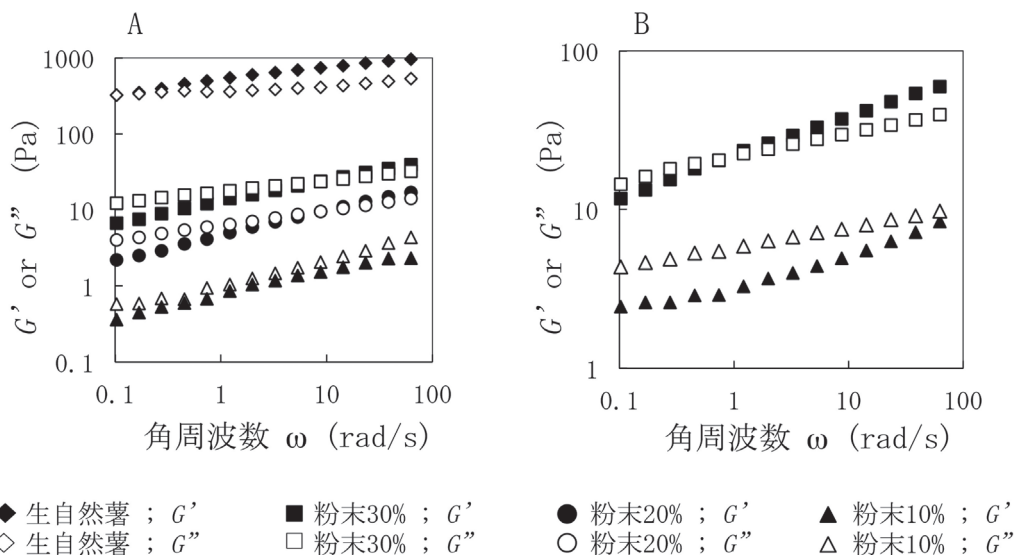 A
B
1000
100
10
1
0.1
G' or G” (Pa)
0.1 1 10 100
角周波数 ω (rad/s)
100
10
1
G' or G” (Pa)
0.1 1 10 100
角周波数 ω (rad/s)
◆ 生自然薯 ; G' ■ 粉末30% ; G' ● 粉末20% ; G' ▲ 粉末10% ; G'
◇ 生自然薯 ; G” □ 粉末30% ; G” ○ 粉末20% ; G” △ 粉末10% ; G”